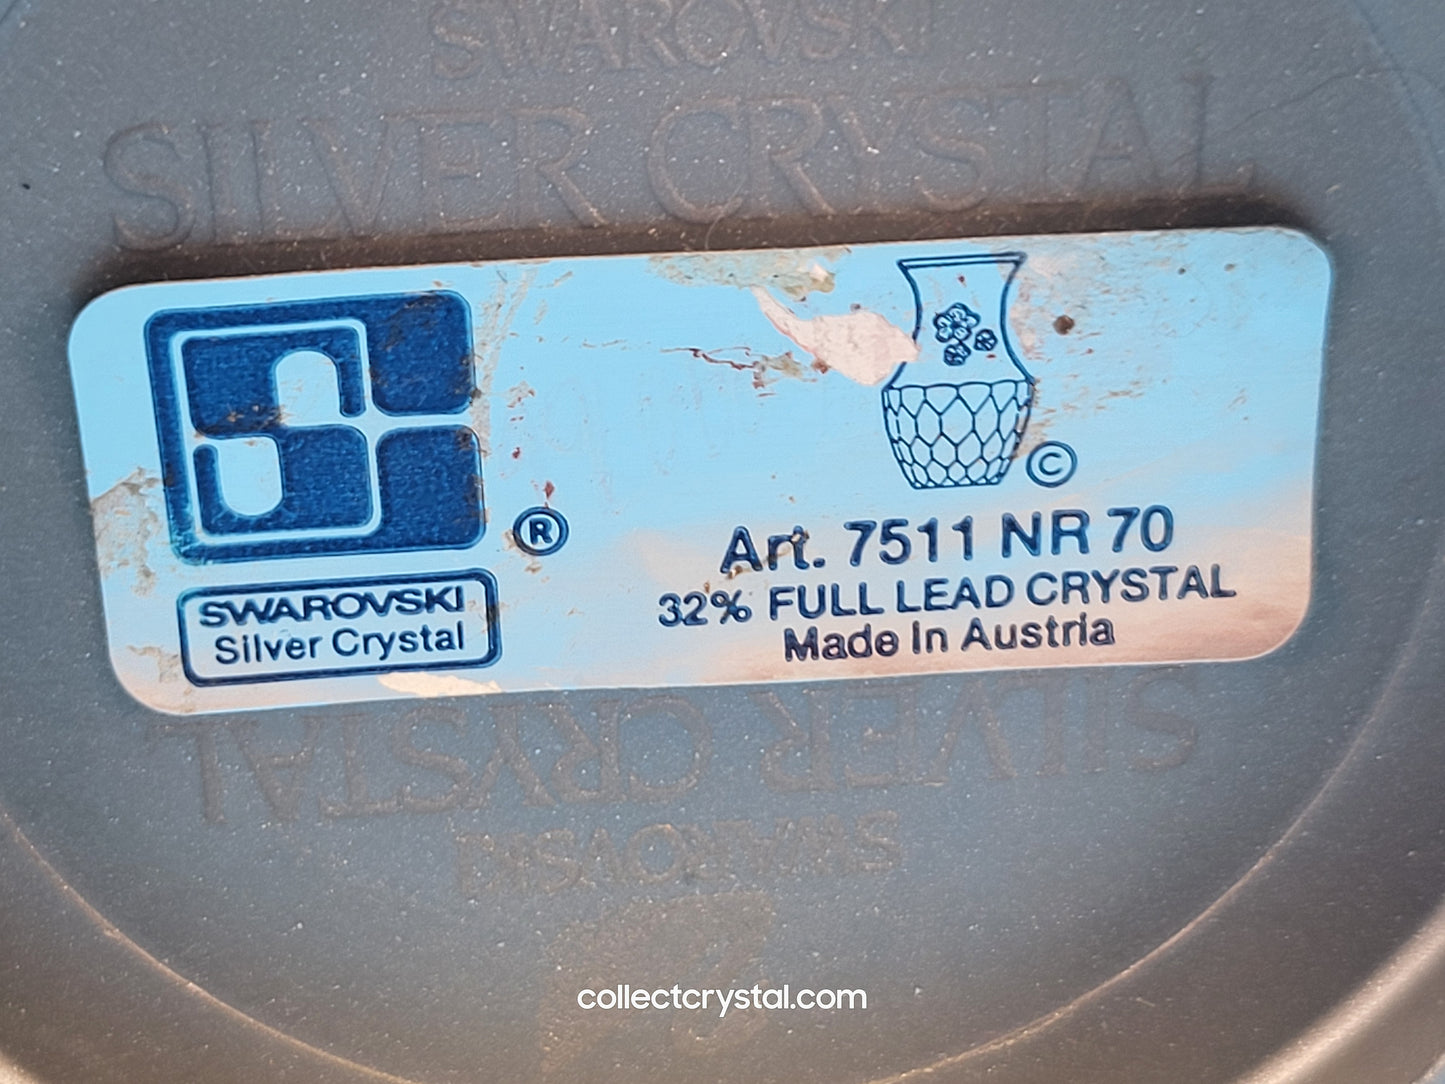 SWAROVSKI
SILVER CRYSTAL
®
SWAROVSKI
Silver Crystal
©
Art. 7511 NR 70
32% FULL LEAD CRYSTAL
Made In Austria
SILVER CRYSTAL
SWAROVSKI
collectcrystal.com